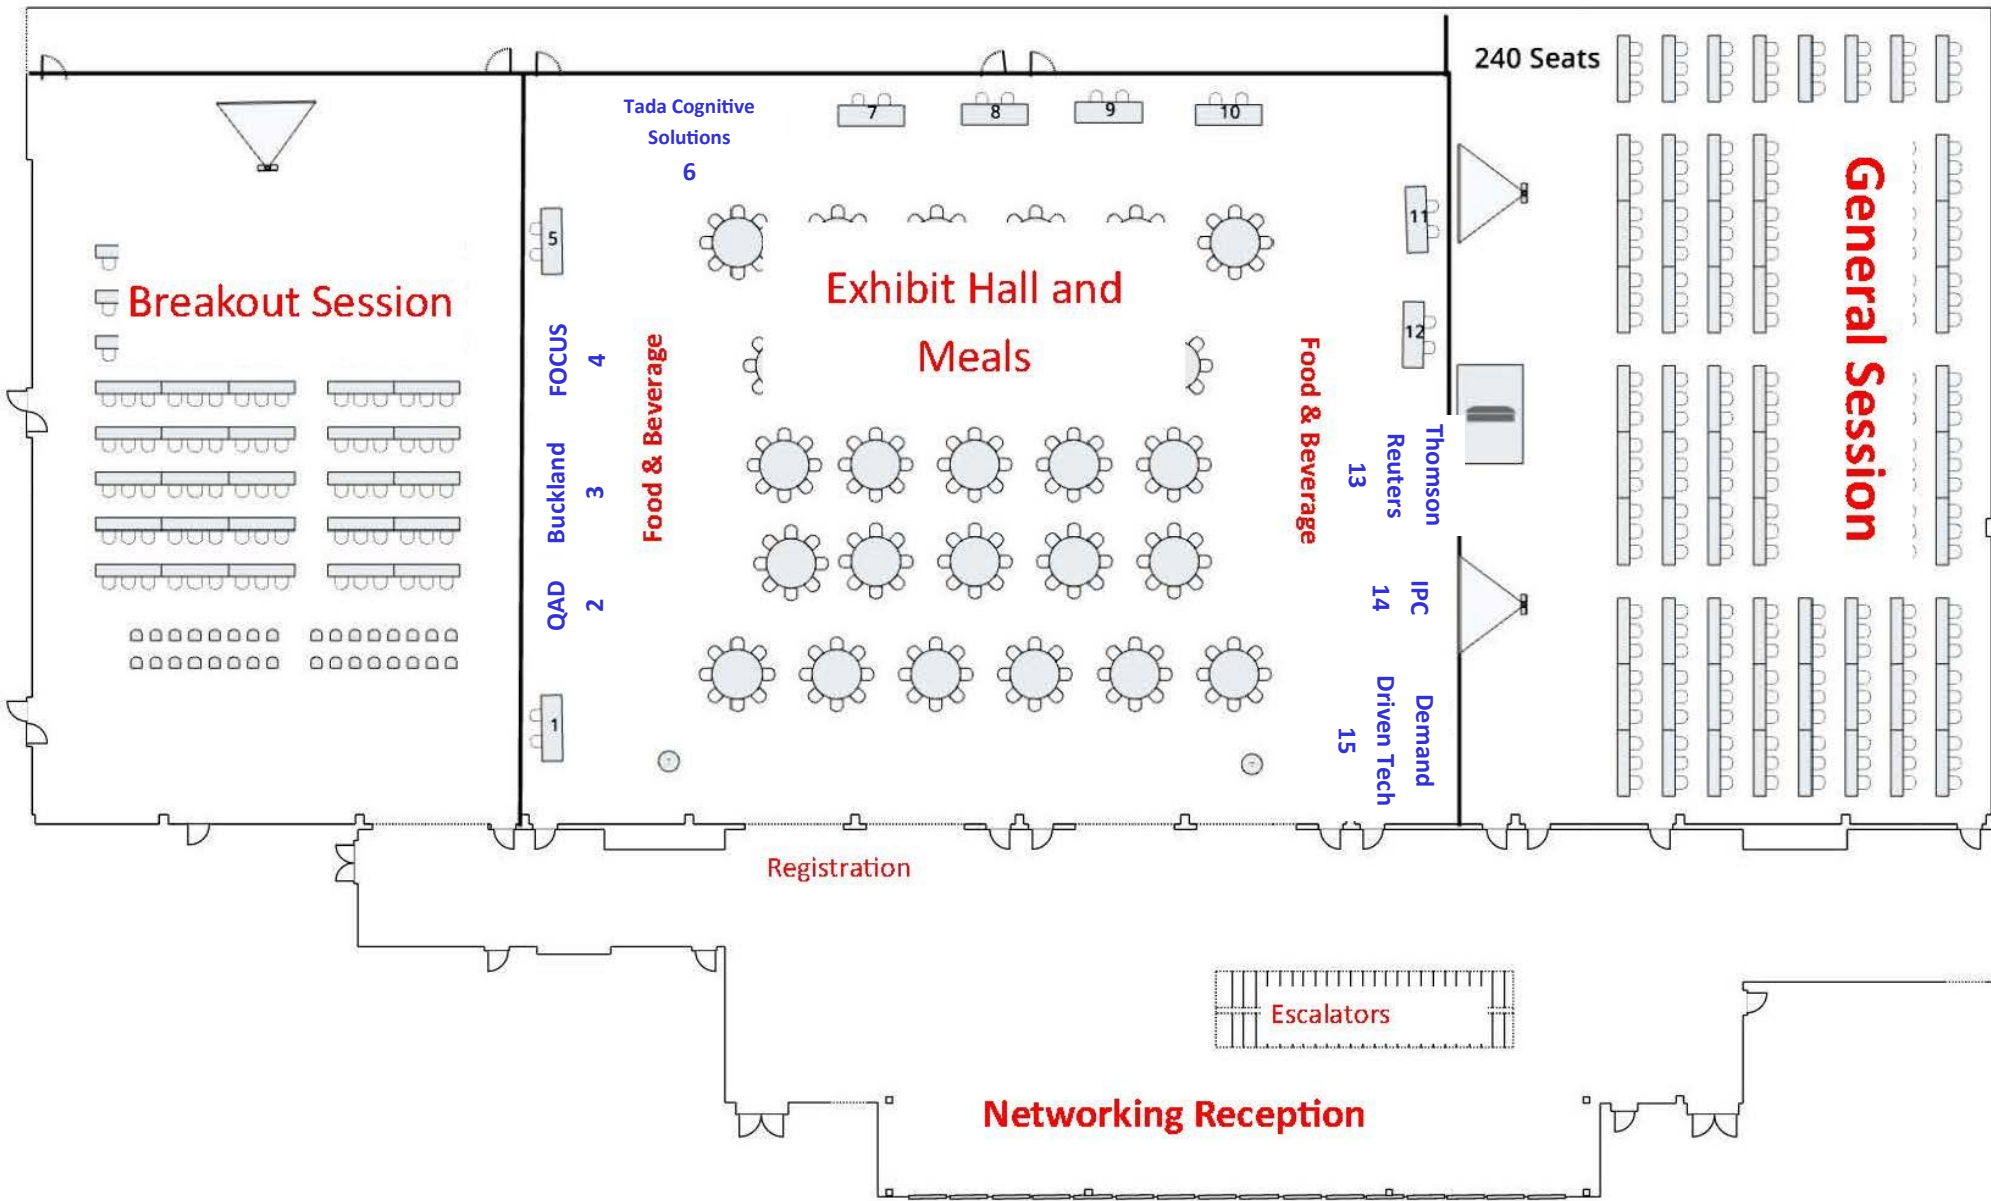 240 Seats
Tada Cognitive
Solutions
6
7
8
9
10
5
11
12
General Session
Breakout Session
Exhibit Hall and
Meals
FOCUS
4
Food & Beverage
Food & Beverage
Buckland
3
Thomson
Reuters
13
QAD
2
IPC
14
1
Demand
Driven Tech
15
Registration
Escalators
Networking Reception